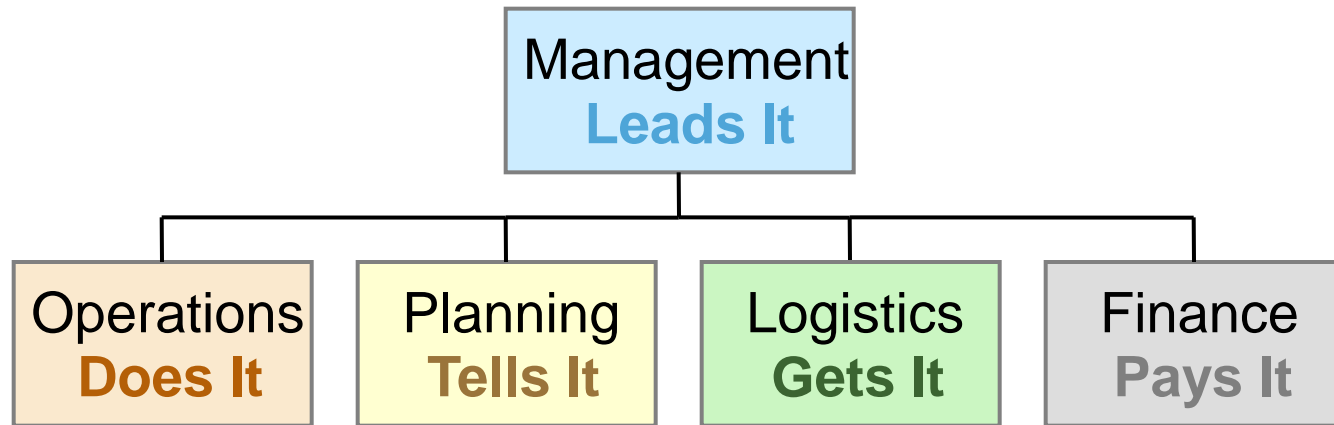 Management
Leads It
Operations
Does It
Planning
Tells It
Logistics
Gets It
Finance
Pays It